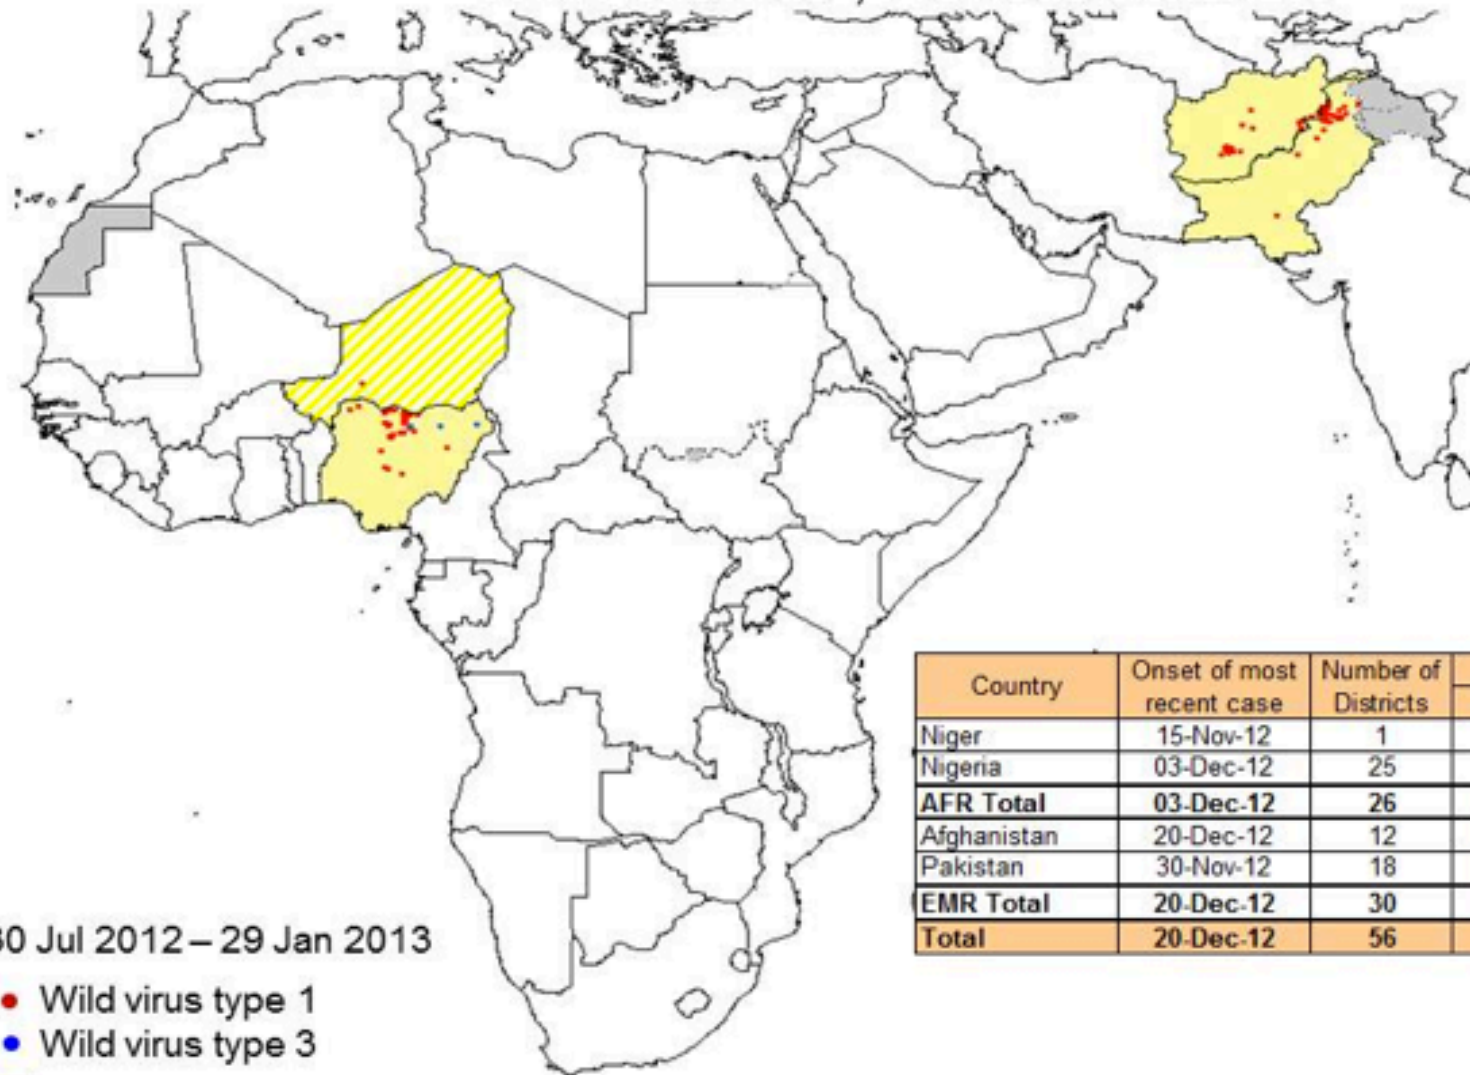 30 Jul 2012 – 29 Jan 2013
• Wild virus type 1
• Wild virus type 3
Country Onset of most recent case Number of Districts
Niger 15-Nov-12 1
Nigeria 03-Dec-12 25
AFR Total 03-Dec-12 26
Afghanistan 20-Dec-12 12
Pakistan 30-Nov-12 18
EMR Total 20-Dec-12 30
Total 20-Dec-12 56